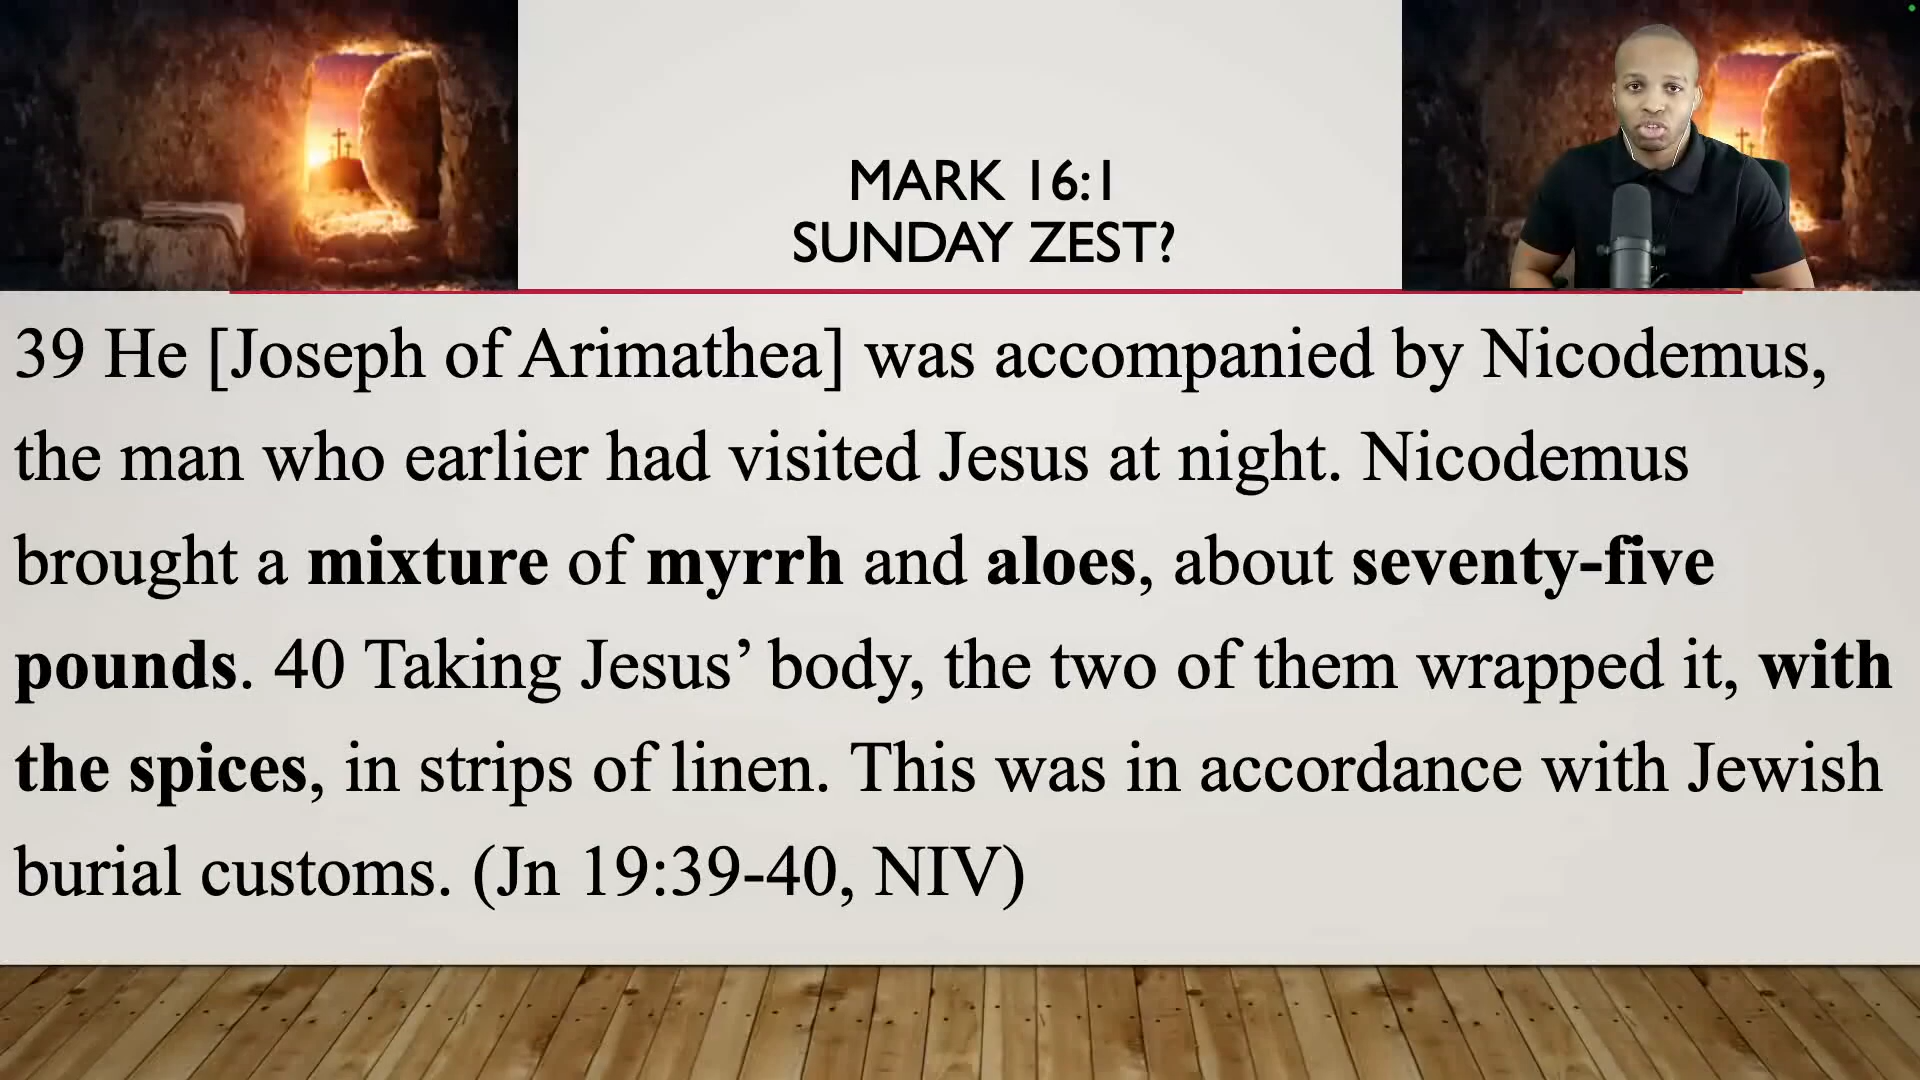 MARK 16:1
SUNDAY ZEST?
39 He [Joseph of Arimathea] was accompanied by Nicodemus,
the man who earlier had visited Jesus at night. Nicodemus
brought a mixture of myrrh and aloes, about seventy-five
pounds. 40 Taking Jesus’ body, the two of them wrapped it, with
the spices, in strips of linen. This was in accordance with Jewish
burial customs. (Jn 19:39-40, NIV)